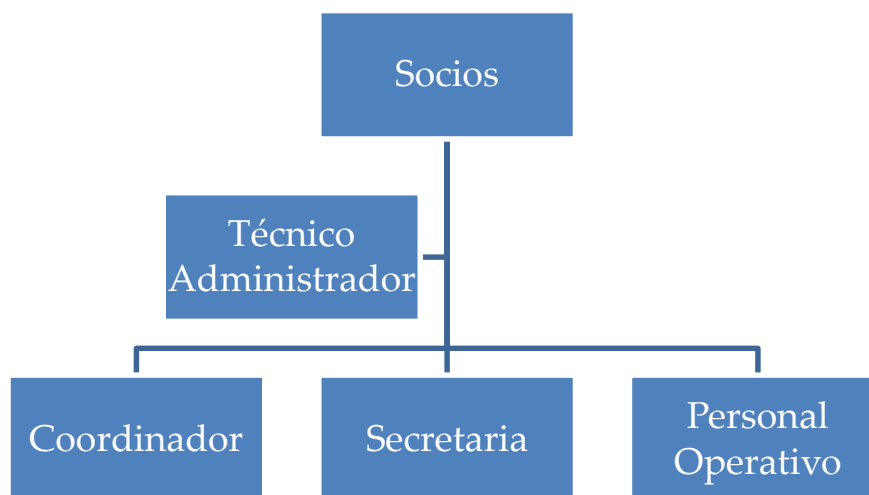 Socios
Técnico
Administrador
Coordinador
Secretaria
Personal
Operativo